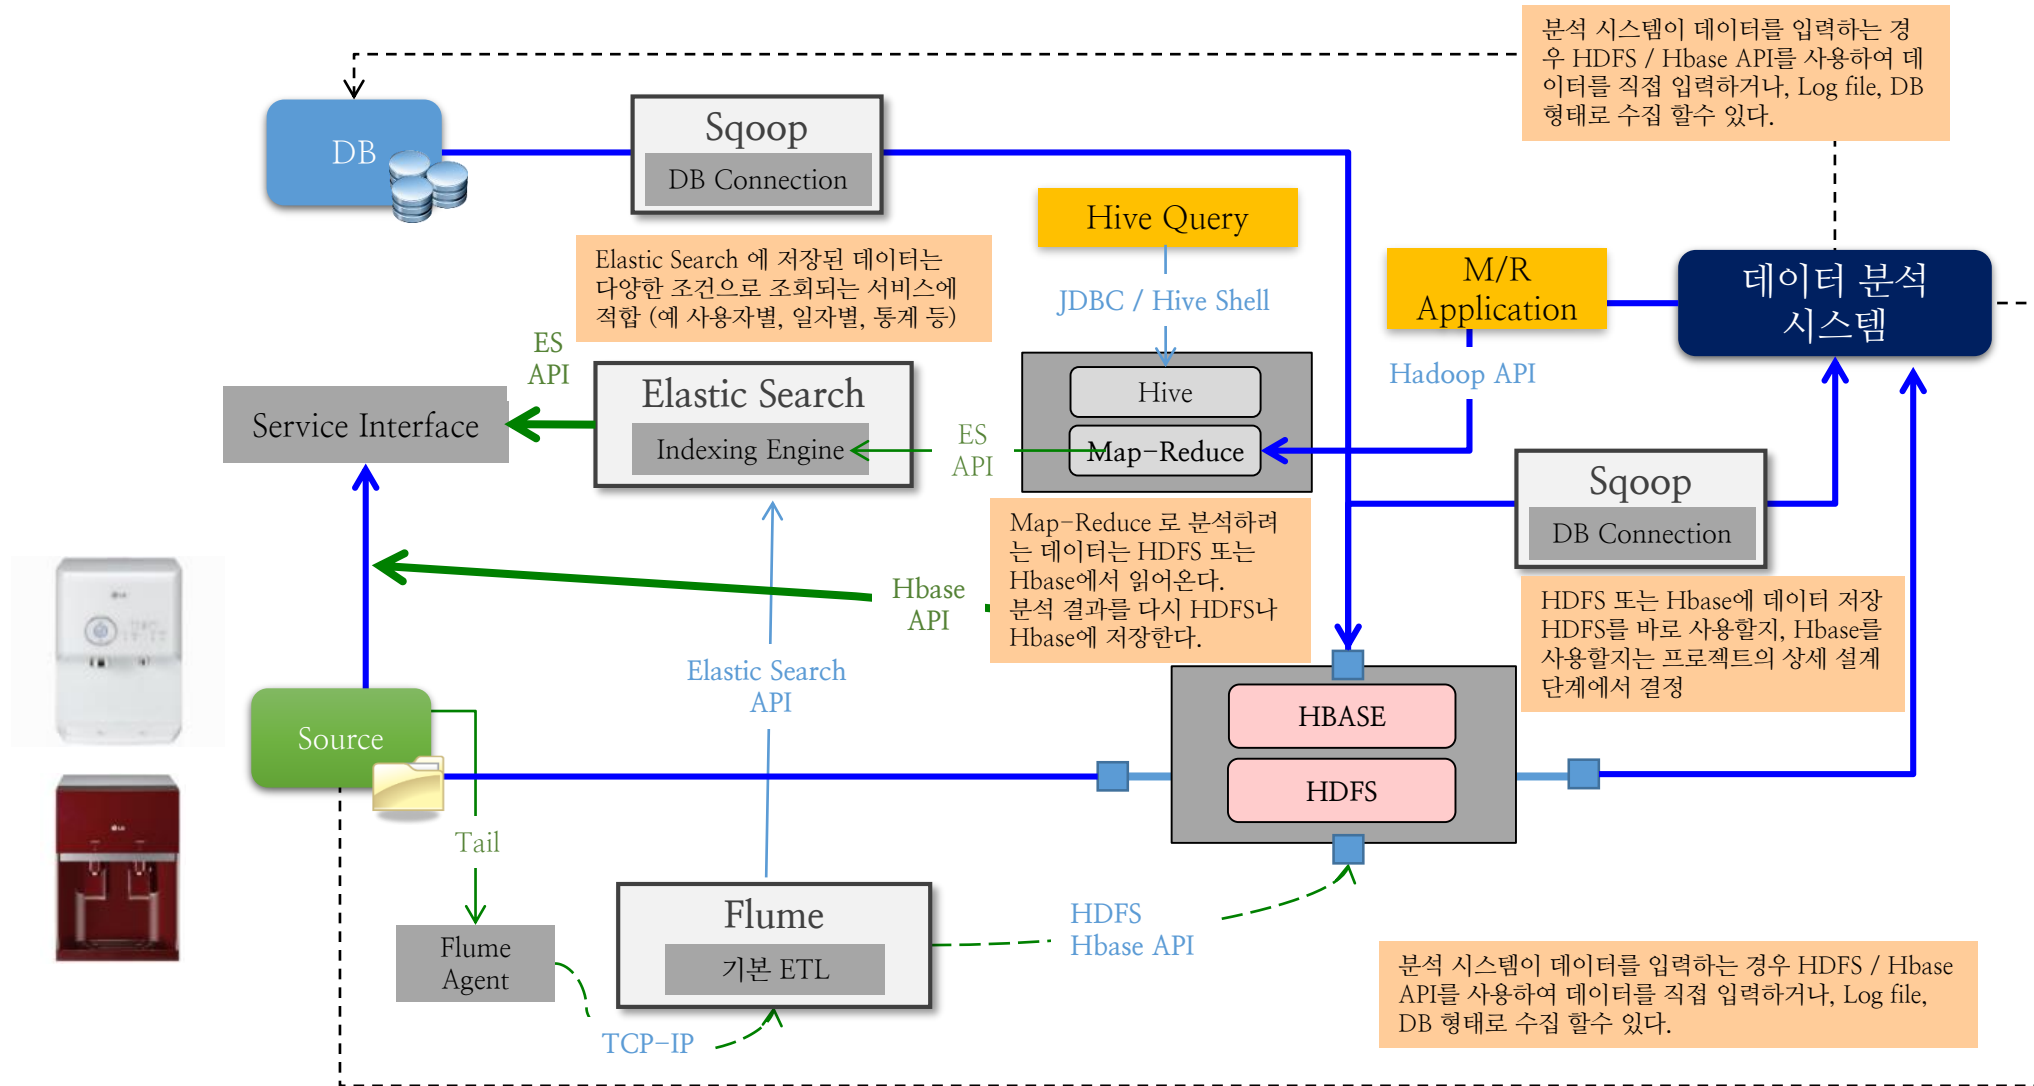 분석 시스템이 데이터를 입력하는 경
우 HDFS / Hbase API를 사용하여 데
이터를 직접 입력하거나, Log file, DB
형태로 수집 할수 있다.
DB
Sqoop
DB Connection
Hive Query
JDBC / Hive Shell
M/R
Application
데이터 분석
시스템
Elastic Search 에 저장된 데이터는
다양한 조건으로 조회되는 서비스에
적합 (예 사용자별, 일자별, 통계 등)
ES
API
Hadoop API
Service Interface
Elastic Search
Indexing Engine
ES
API
Hive
Map-Reduce
Sqoop
DB Connection
Map-Reduce 로 분석하려
는 데이터는 HDFS 또는
Hbase에서 읽어온다.
분석 결과를 다시 HDFS나
Hbase에 저장한다.
Hbase
API
HDFS 또는 Hbase에 데이터 저장
HDFS를 바로 사용할지, Hbase를
사용할지는 프로젝트의 상세 설계
단계에서 결정
Elastic Search
API
Source
HBASE
HDFS
Tail
Flume
Agent
Flume
기본 ETL
HDFS
Hbase API
TCP-IP
분석 시스템이 데이터를 입력하는 경우 HDFS / Hbase
API를 사용하여 데이터를 직접 입력하거나, Log file,
DB 형태로 수집 할수 있다.